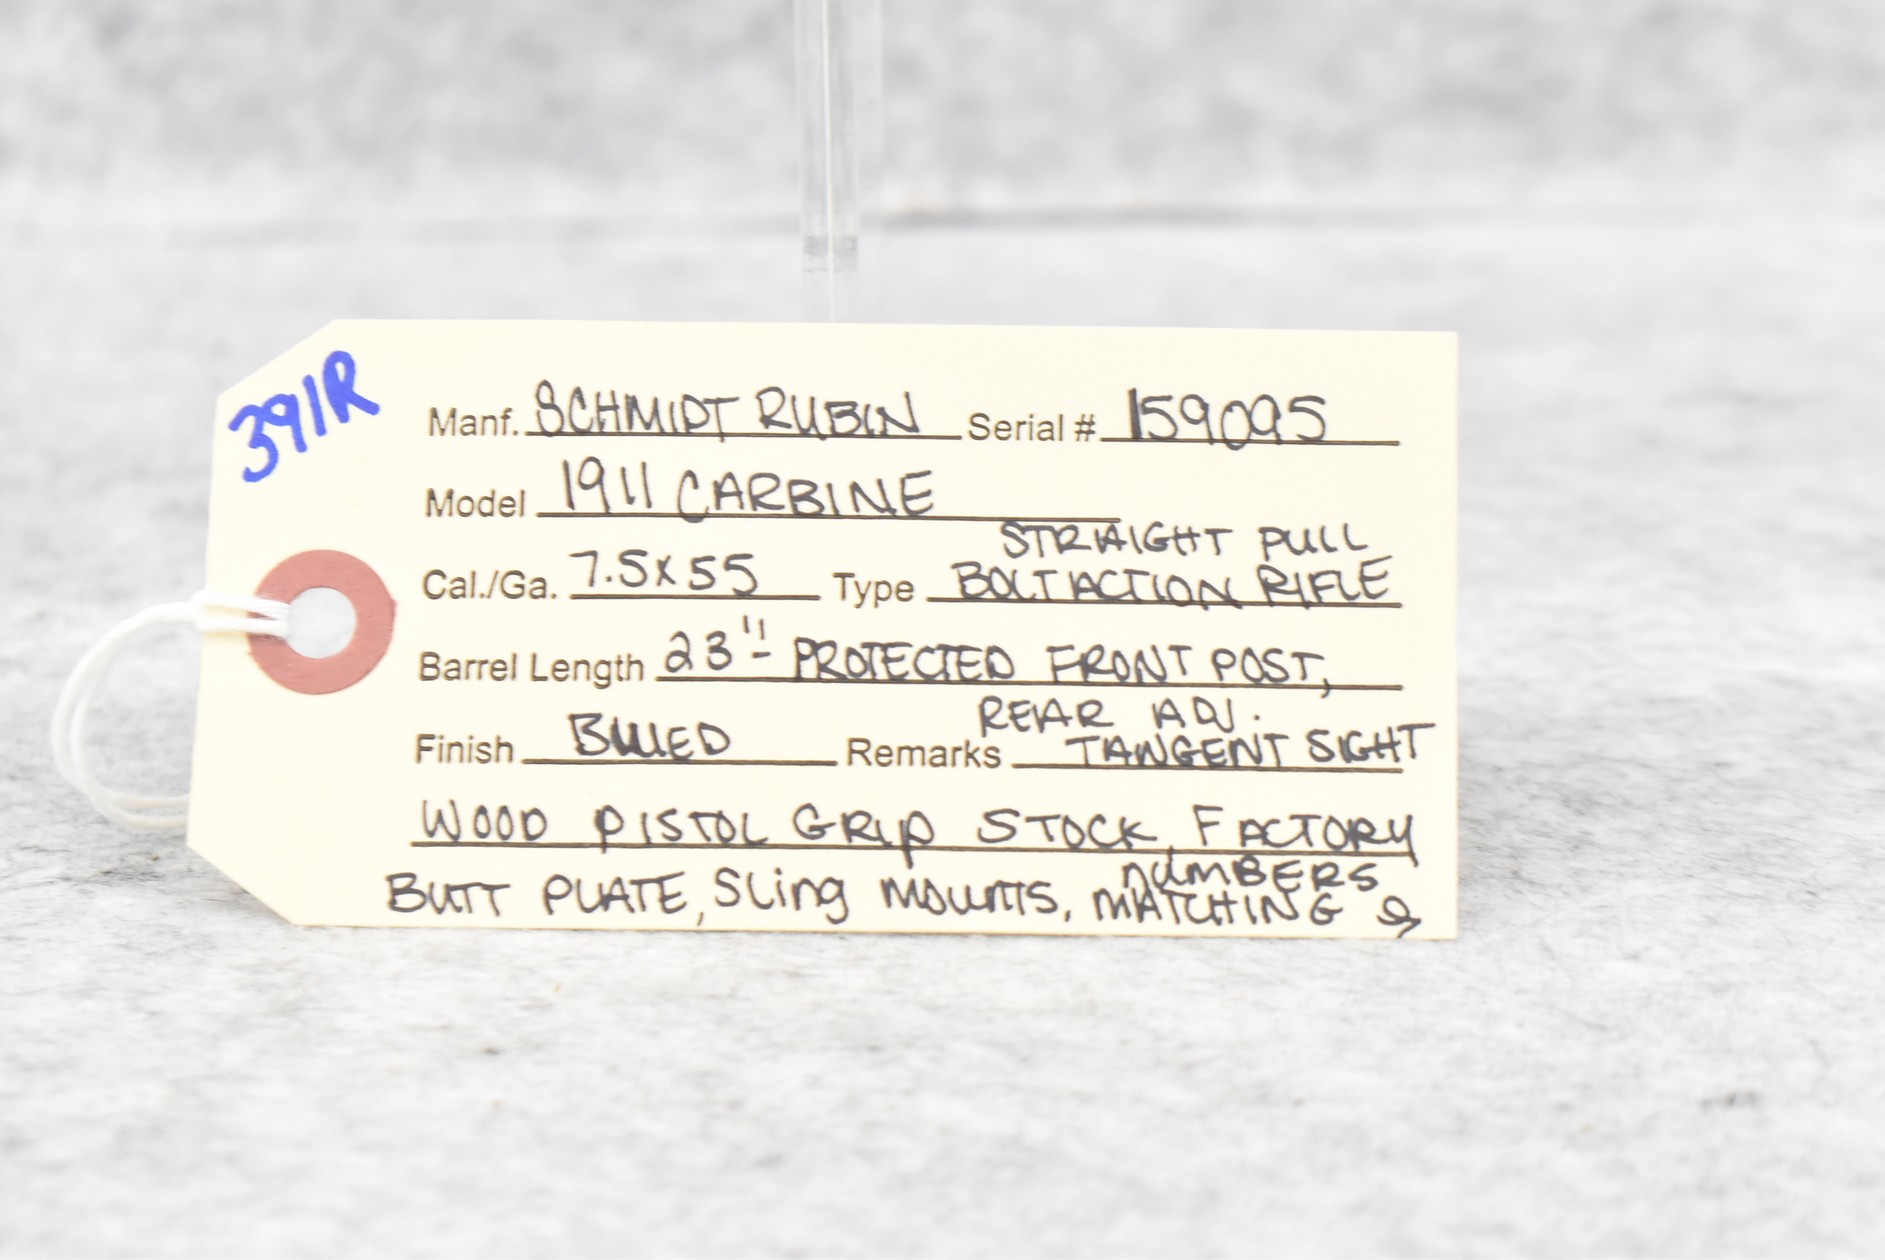 391R
Manf. SCHMIDT RUBIN Serial # 159095
Model 1911 CARBINE
STRAIGHT PULL
Cal./Ga. 7.5x55 Type BOLT ACTION RIFLE
Barrel Length 23" - PROTECTED FRONT POST,
REAR ADJ.
Finish BLUED Remarks TANGENT SIGHT
WOOD PISTOL GRIP STOCK, FACTORY
NUMBERS
BUTT PLATE, Sling MOUNTS, MATCHING